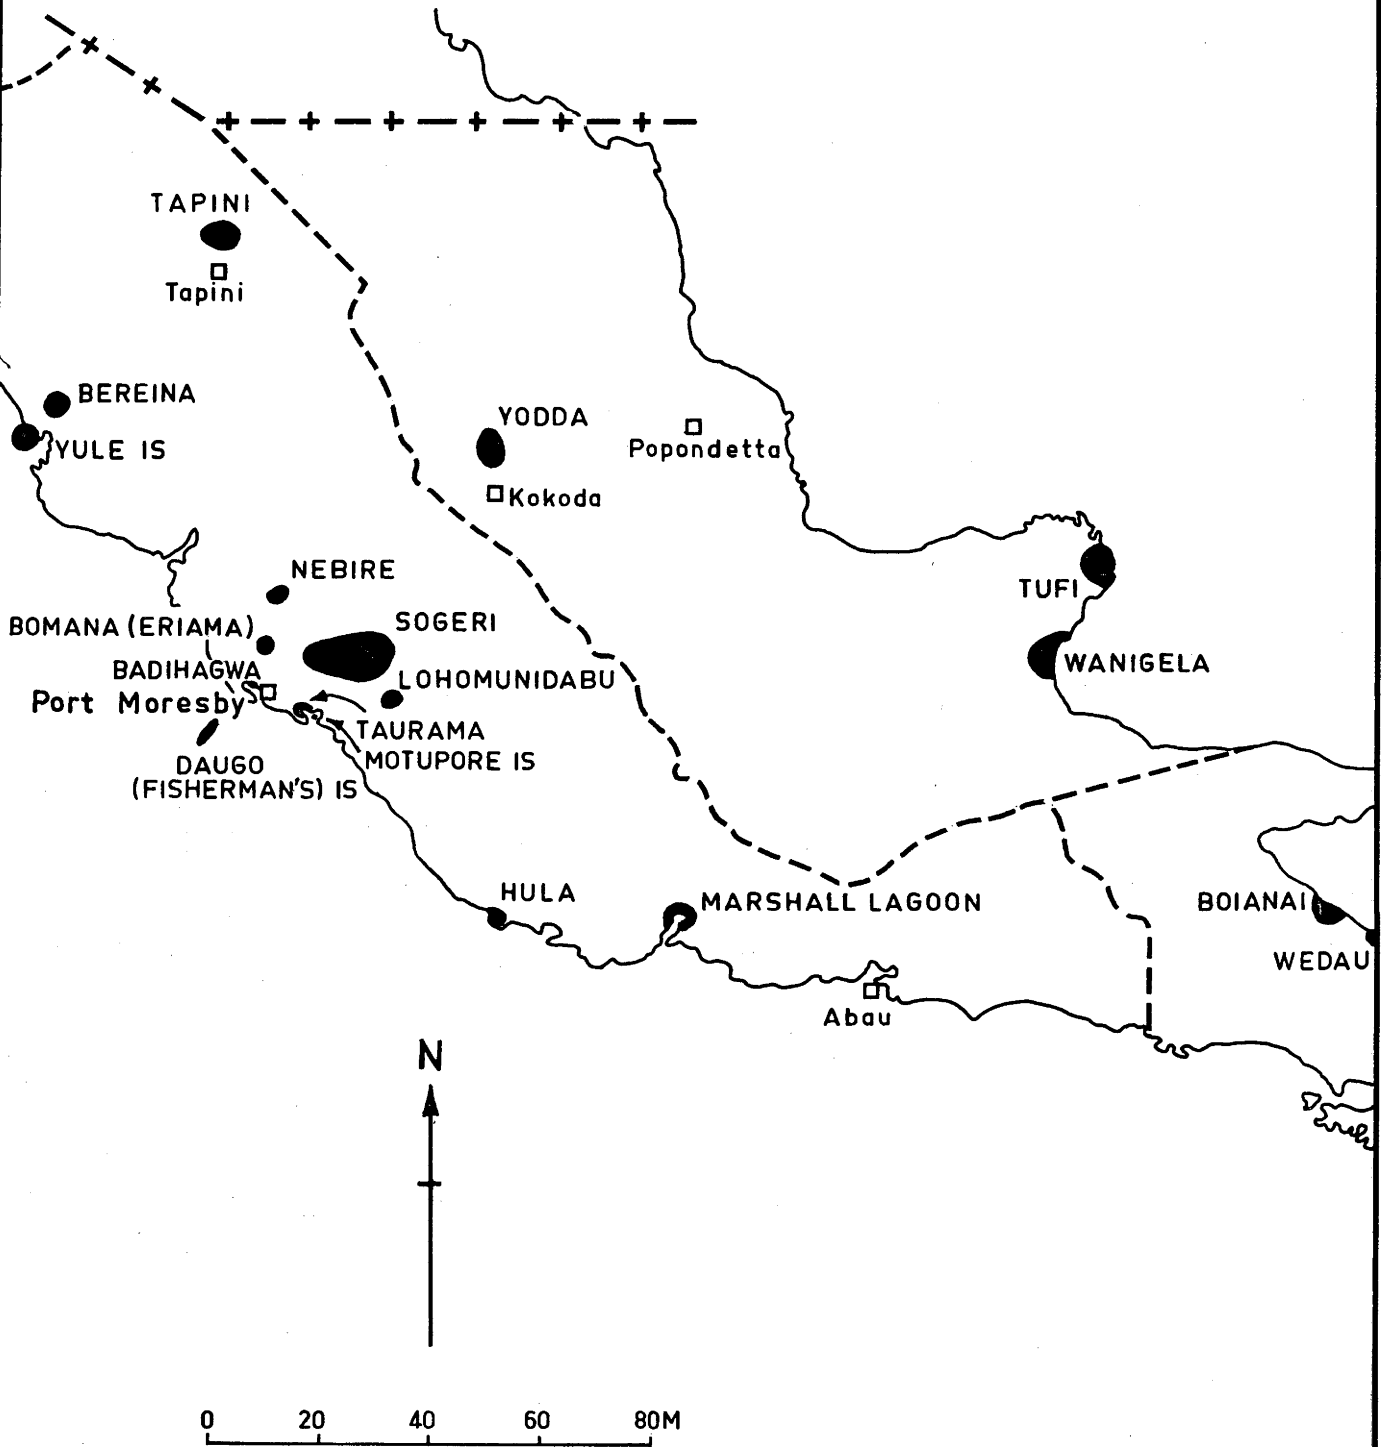 TAPINI
Tapini
BEREINA
YULE IS
YODDA
Popondetta
Kokoda
NEBIRE
TUFI
BOMANA (ERIAMA)
SOGERI
WANIGELA
BADIHAGWA
LOHOMUNIDABU
Port Moresby
TAURAMA
MOTUPORE IS
DAUGO
(FISHERMAN'S) IS
HULA
MARSHALL LAGOON
BOIANAI
WEDAU
Abau
N
0 20 40 60 80M